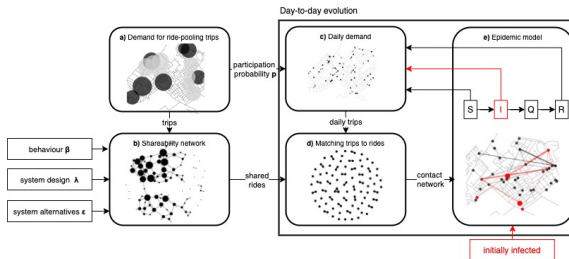 Day-to-day evolution
a) Demand for ride-pooling trips
participation
probability p
c) Daily demand
e) Epidemic model
S
I
Q
R
trips
daily trips
behaviour β
system design λ
system alternatives ε
b) Shareability network
shared
rides
d) Matching trips to rides
contact
network
initially infected